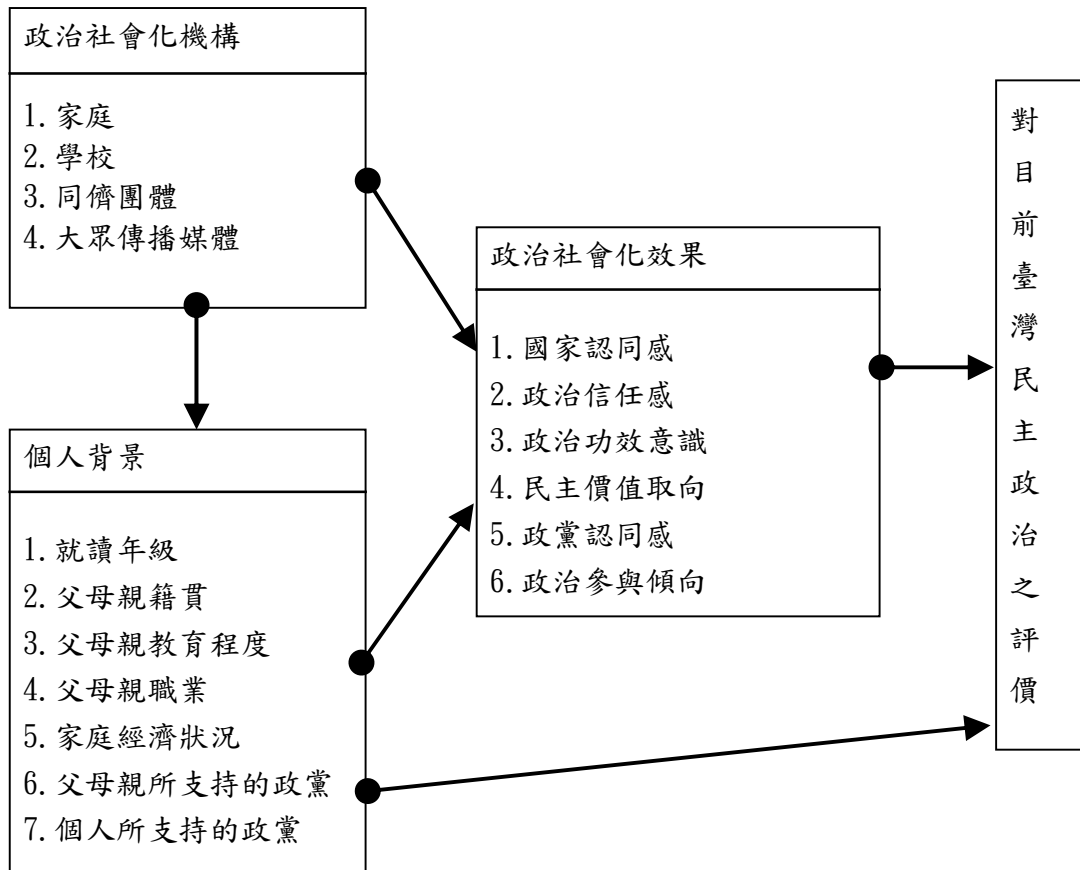 政治社會化機構
1.家庭
2.學校
3.同儕團體
4.大眾傳播媒體
個人背景
1.就讀年級
2.父母親籍貫
3.父母親教育程度
4.父母親職業
5.家庭經濟狀況
6.父母親所支持的政黨
7.個人所支持的政黨
政治社會化效果
1.國家認同感
2.政治信任感
3.政治功效意識
4.民主價值取向
5.政黨認同感
6.政治參與傾向
對目前臺灣民主政治之評價